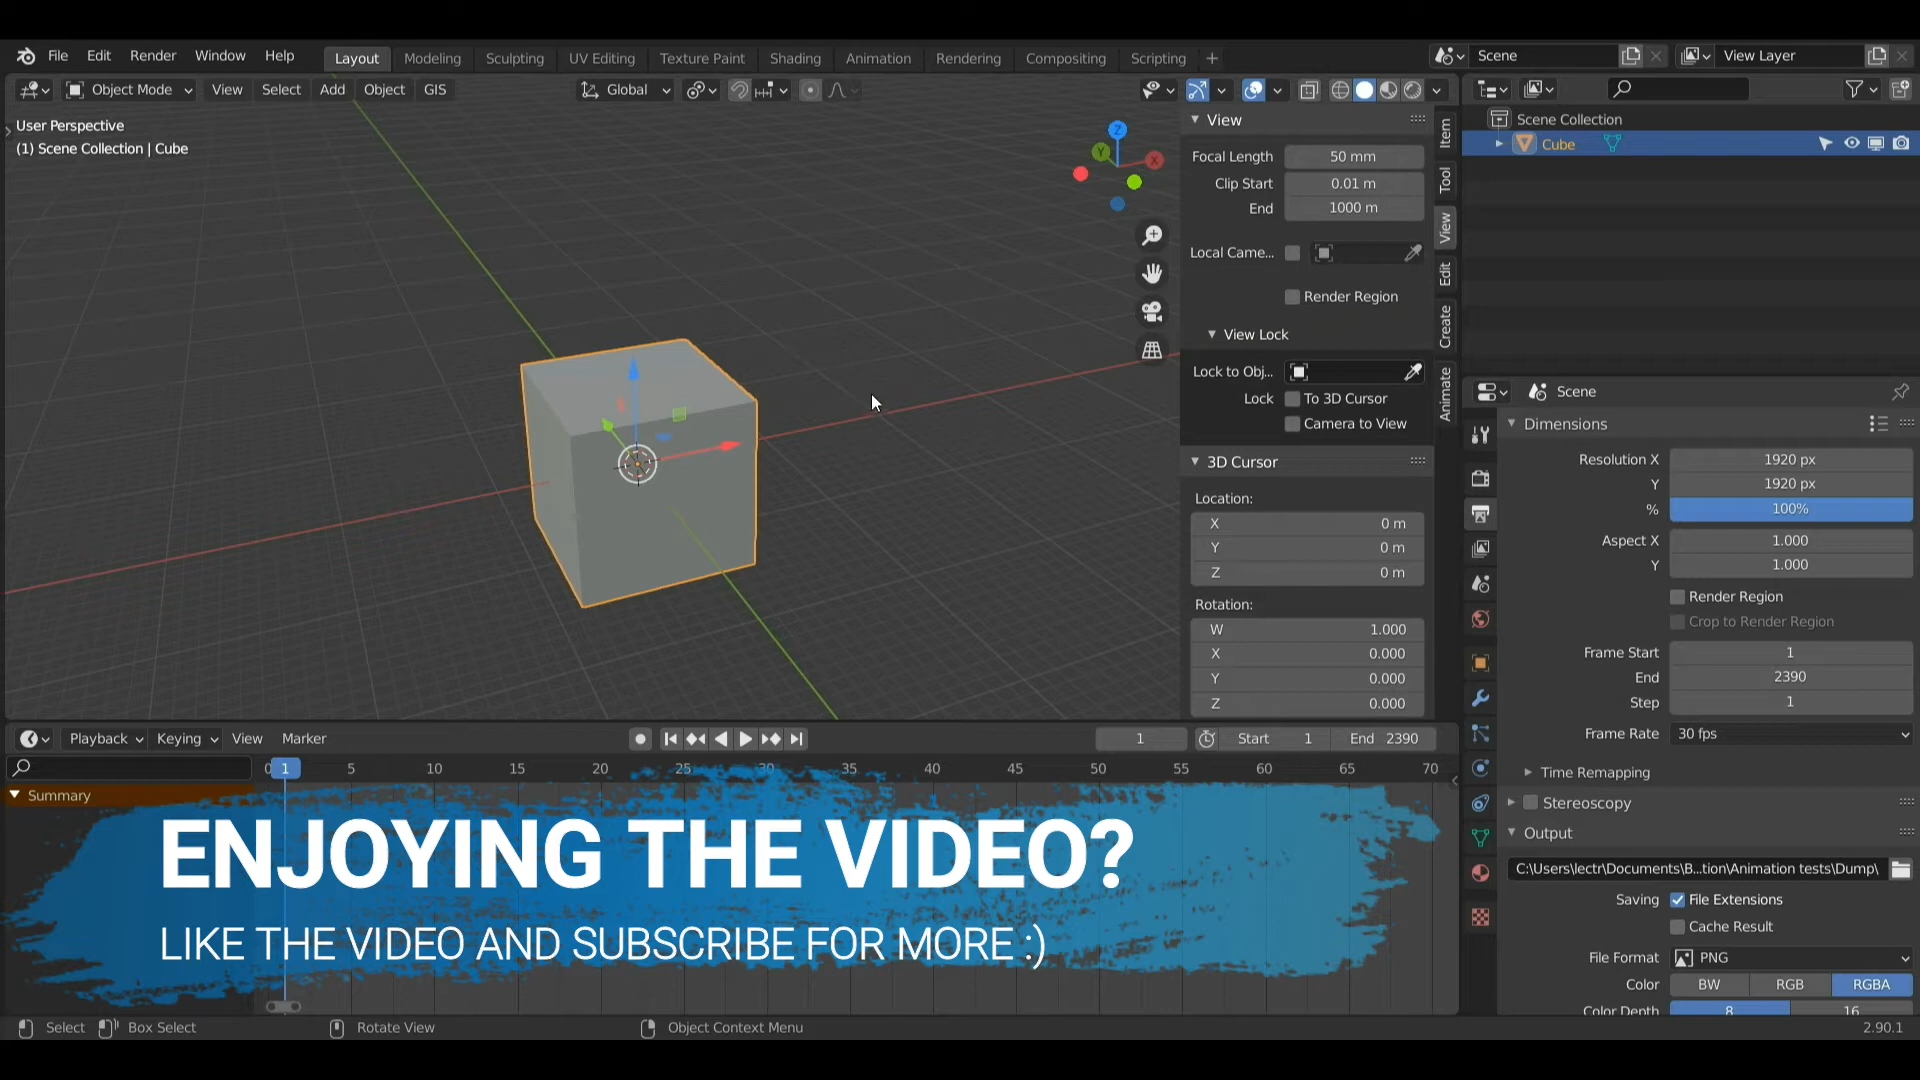 File Edit Render Window Help Layout Modeling Sculpting UV Editing Texture Paint Shading Animation Rendering Compositing Scripting + Scene View Layer
Object Mode View Select Add Object GIS Global
User Perspective
(1) Scene Collection | Cube
Z
Y
X
View
Focal Length 50 mm
Clip Start 0.01 m
End 1000 m
Local Came...
Render Region
View Lock
Lock to Obj...
Lock To 3D Cursor
Camera to View
3D Cursor
Location:
X 0 m
Y 0 m
Z 0 m
Rotation:
W 1.000
X 0.000
Y 0.000
Z 0.000
Item
Tool
View
Edit
Create
Animate
Scene Collection
Cube
Scene
Dimensions
Resolution X 1920 px
Y 1920 px
% 100%
Aspect X 1.000
Y 1.000
Render Region
Crop to Render Region
Frame Start 1
End 2390
Step 1
Frame Rate 30 fps
Time Remapping
Stereoscopy
Output
C:\Users\lectr\Documents\B...tion\Animation tests\Dump\
Saving File Extensions
Cache Result
File Format PNG
Color BW RGB RGBA
Color Depth 8 16
Playback Keying View Marker 1 Start 1 End 2390
0 1 5 10 15 20 25 30 35 40 45 50 55 60 65 70
Summary
ENJOYING THE VIDEO?
LIKE THE VIDEO AND SUBSCRIBE FOR MORE :)
Select Box Select Rotate View Object Context Menu 2.90.1